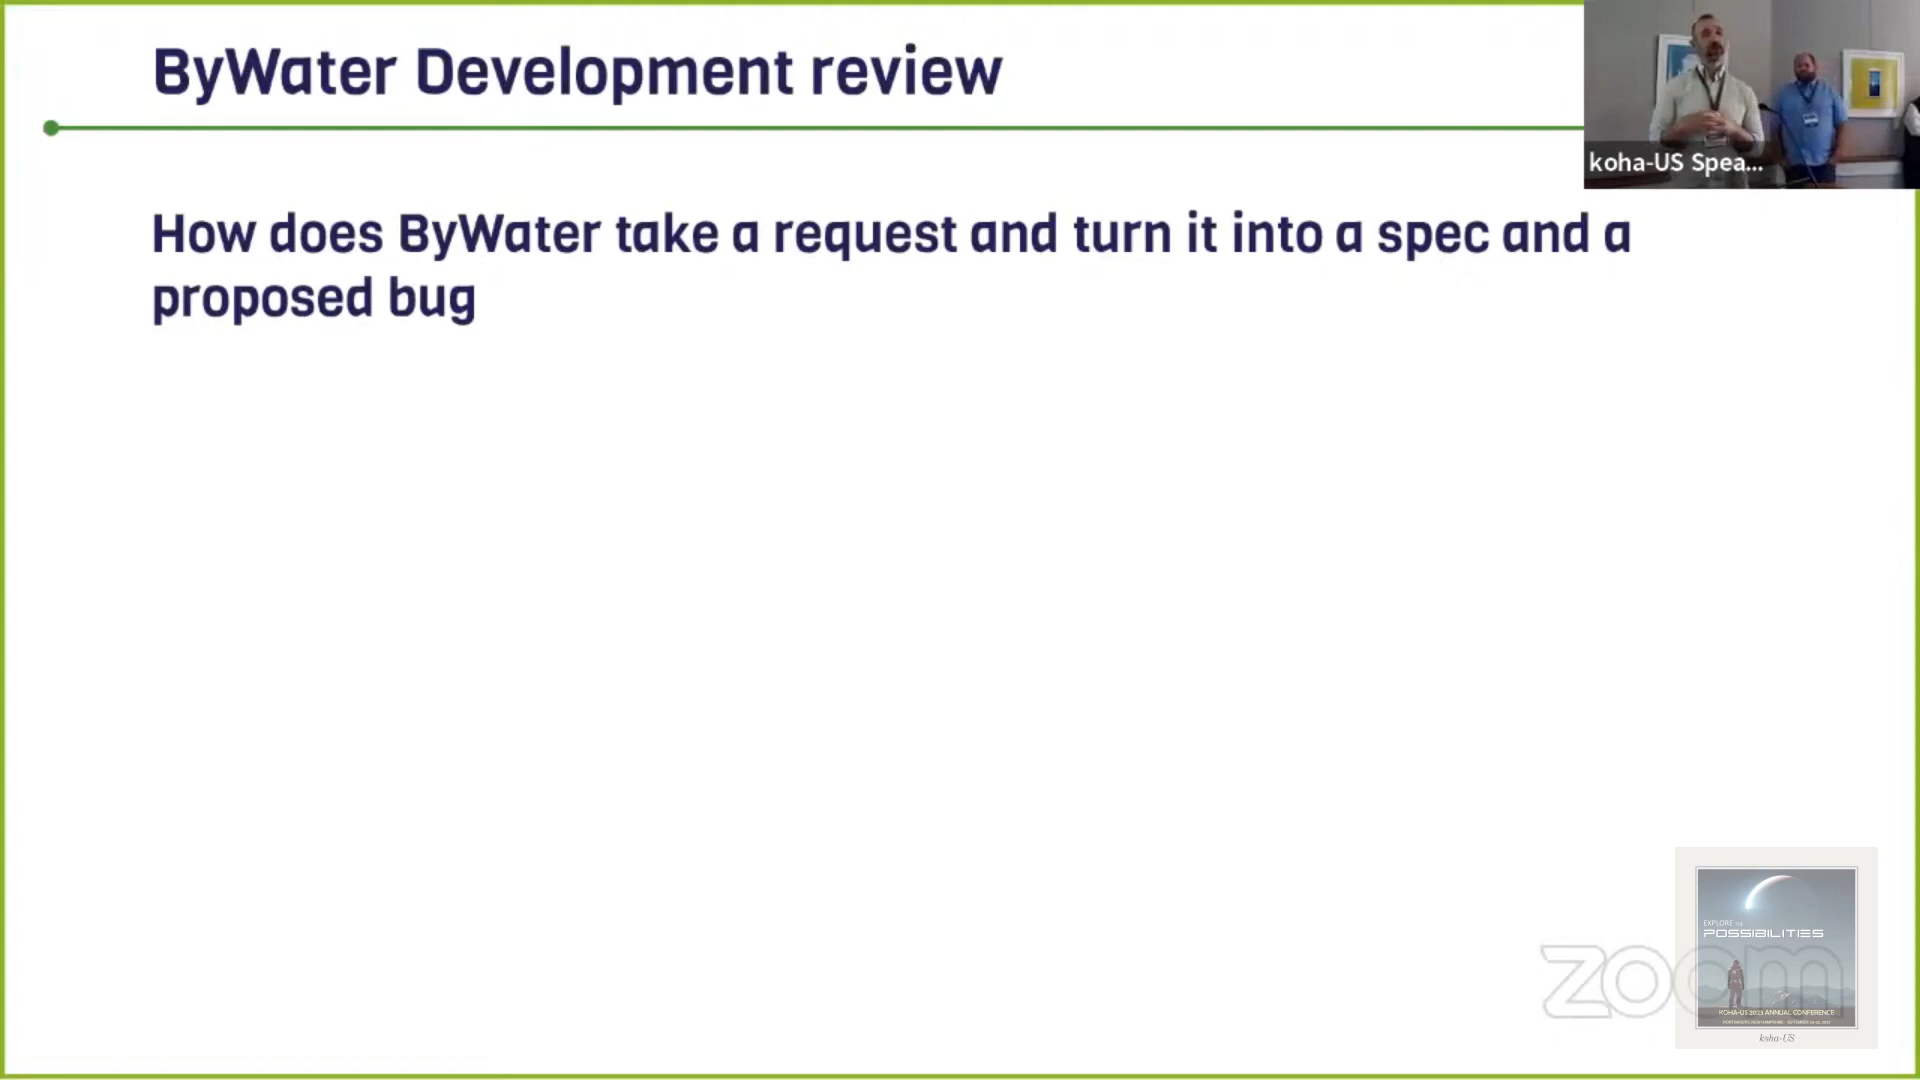 ByWater Development review
koha-US Spea...
How does ByWater take a request and turn it into a spec and a
proposed bug
EXPLORE THE
POSSIBILITIES
zoom
KOHA-US 2023 ANNUAL CONFERENCE
koha-US